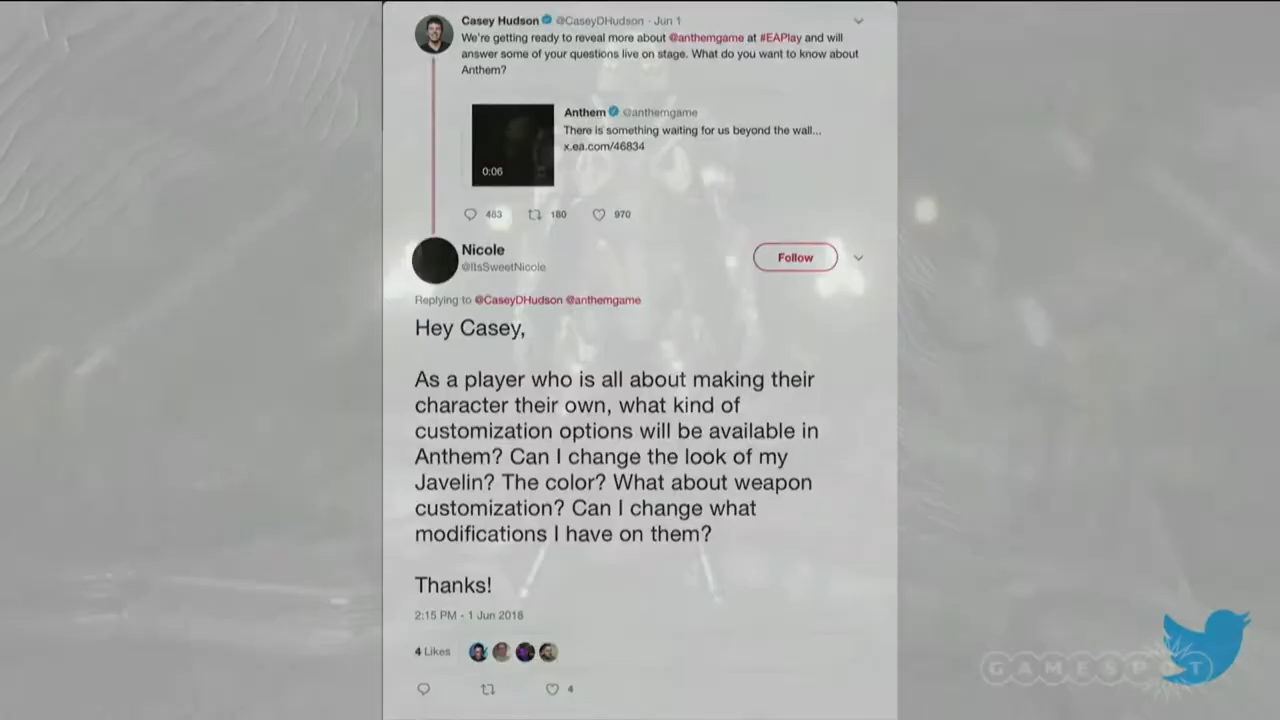 Casey Hudson @CaseyDHudson · Jun 1
We're getting ready to reveal more about @anthemgame at #EAPlay and will
answer some of your questions live on stage. What do you want to know about
Anthem?
Anthem @anthemgame
There is something waiting for us beyond the wall...
x.ea.com/46834
0:06
483 180 970
Nicole
@ItsSweetNicole
Follow
Replying to @CaseyDHudson @anthemgame
Hey Casey,
As a player who is all about making their
character their own, what kind of
customization options will be available in
Anthem? Can I change the look of my
Javelin? The color? What about weapon
customization? Can I change what
modifications I have on them?
Thanks!
2:15 PM - 1 Jun 2018
4 Likes
4
GAMESPOT